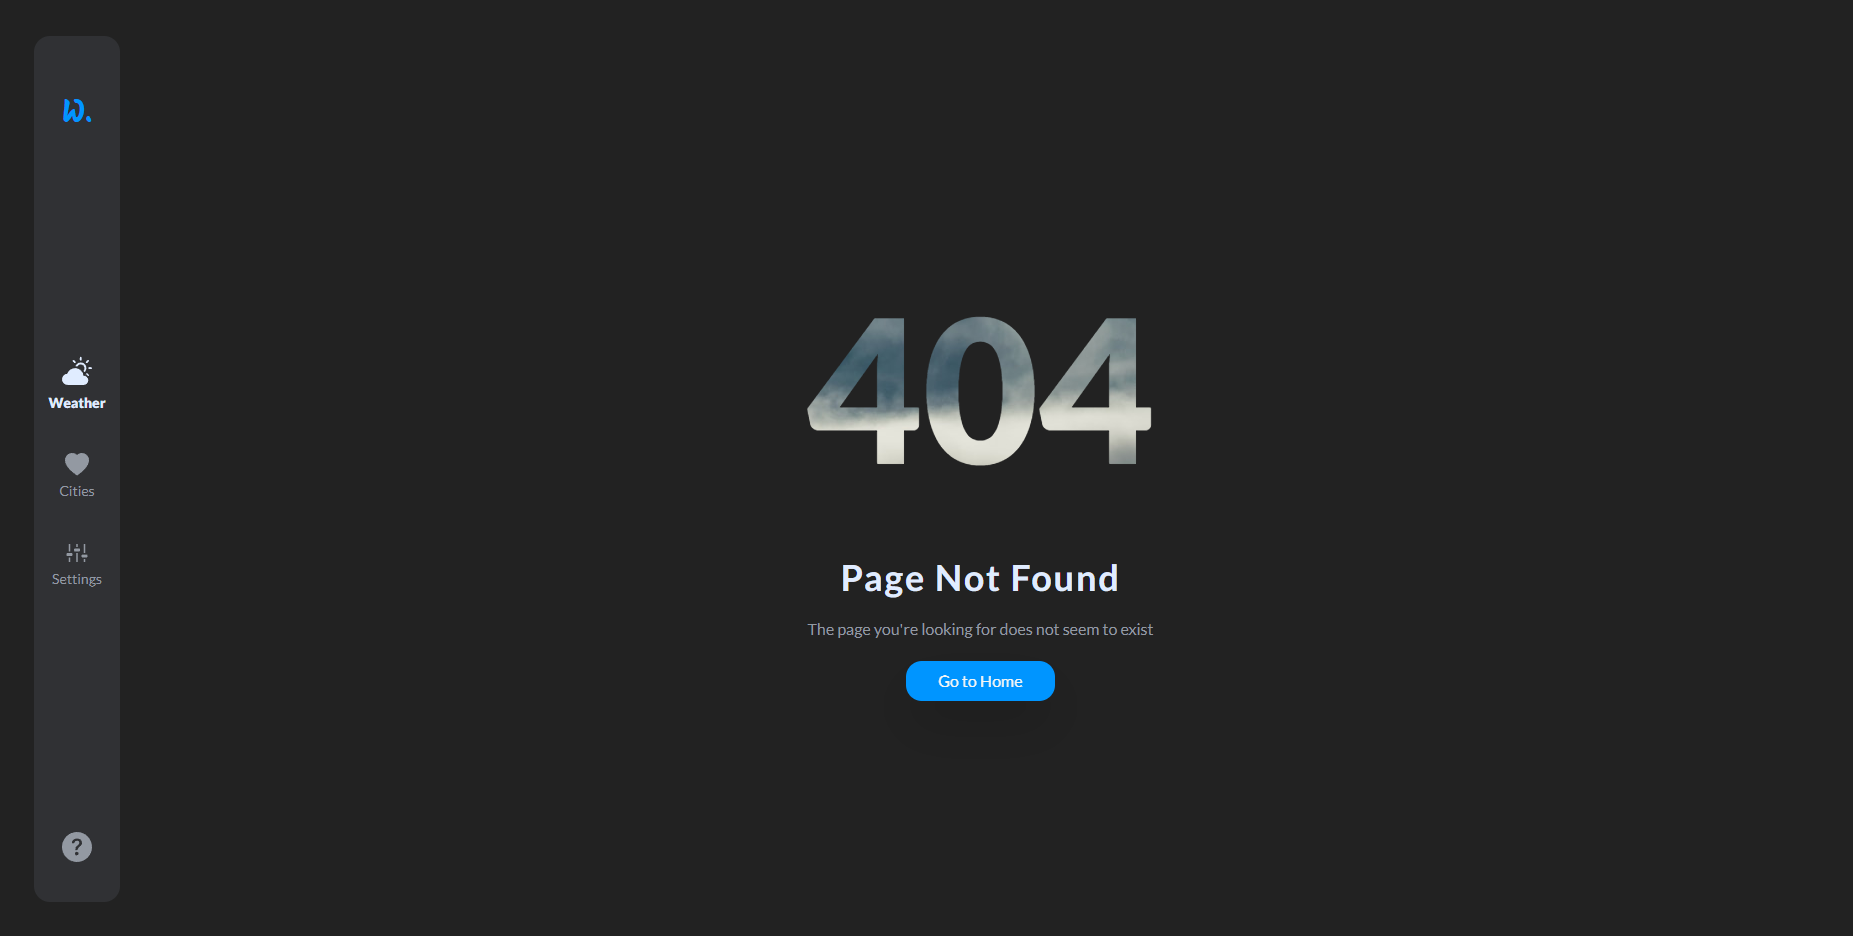 W.
Weather
Cities
Settings
?
404
Page Not Found
The page you're looking for does not seem to exist
Go to Home